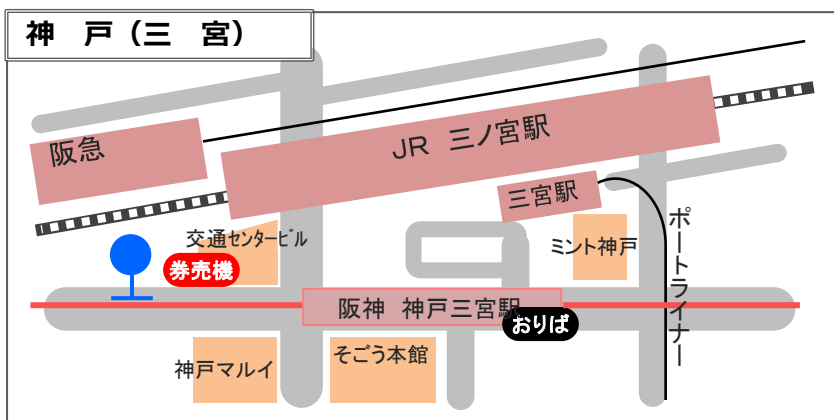 神　戸（三　宮）
阪急
JR　三ノ宮駅
三宮駅
交通センタービル
ミント神戸
ポートライナー
券売機
阪神　神戸三宮駅
おりば
神戸マルイ
そごう本館